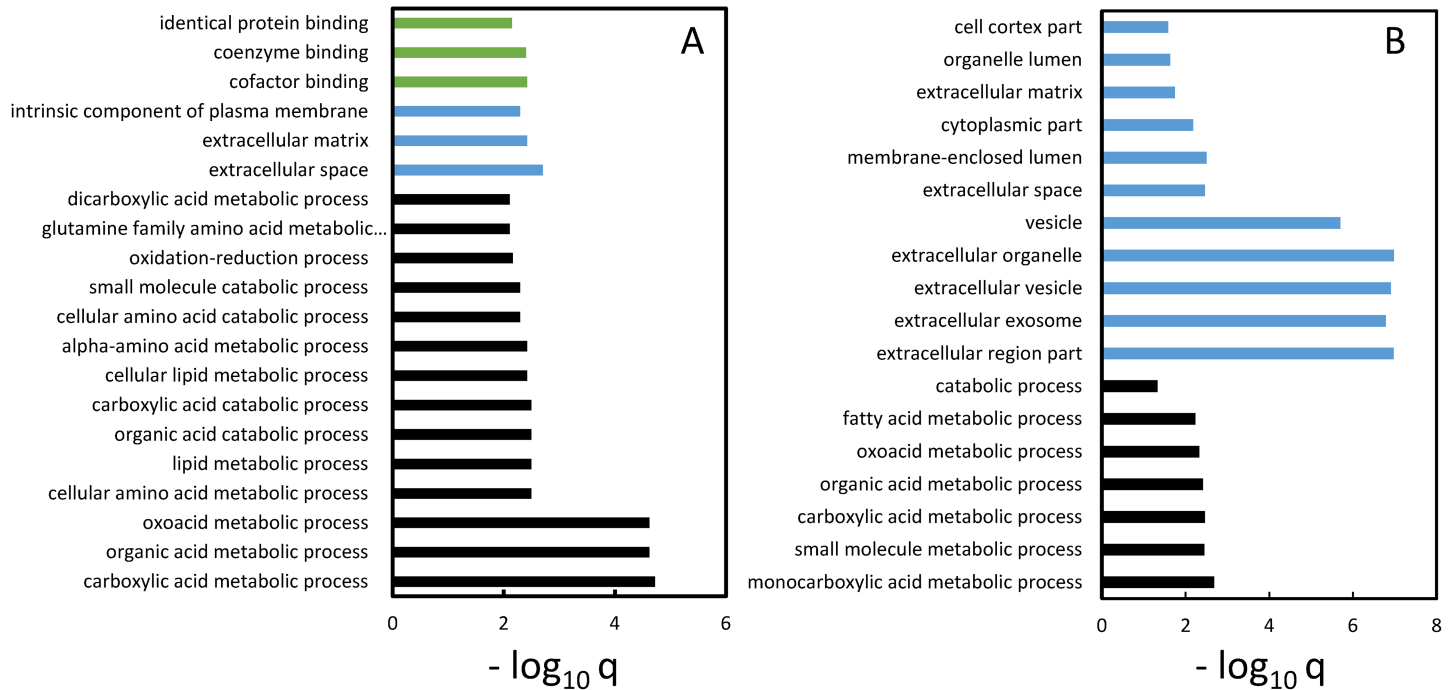 A
identical protein binding
coenzyme binding
cofactor binding
intrinsic component of plasma membrane
extracellular matrix
extracellular space
dicarboxylic acid metabolic process
glutamine family amino acid metabolic...
oxidation-reduction process
small molecule catabolic process
cellular amino acid catabolic process
alpha-amino acid metabolic process
cellular lipid metabolic process
carboxylic acid catabolic process
organic acid catabolic process
lipid metabolic process
cellular amino acid metabolic process
oxoacid metabolic process
organic acid metabolic process
carboxylic acid metabolic process
0 2 4 6
- log10 q
B
cell cortex part
organelle lumen
extracellular matrix
cytoplasmic part
membrane-enclosed lumen
extracellular space
vesicle
extracellular organelle
extracellular vesicle
extracellular exosome
extracellular region part
catabolic process
fatty acid metabolic process
oxoacid metabolic process
organic acid metabolic process
carboxylic acid metabolic process
small molecule metabolic process
monocarboxylic acid metabolic process
0 2 4 6 8
- log10 q